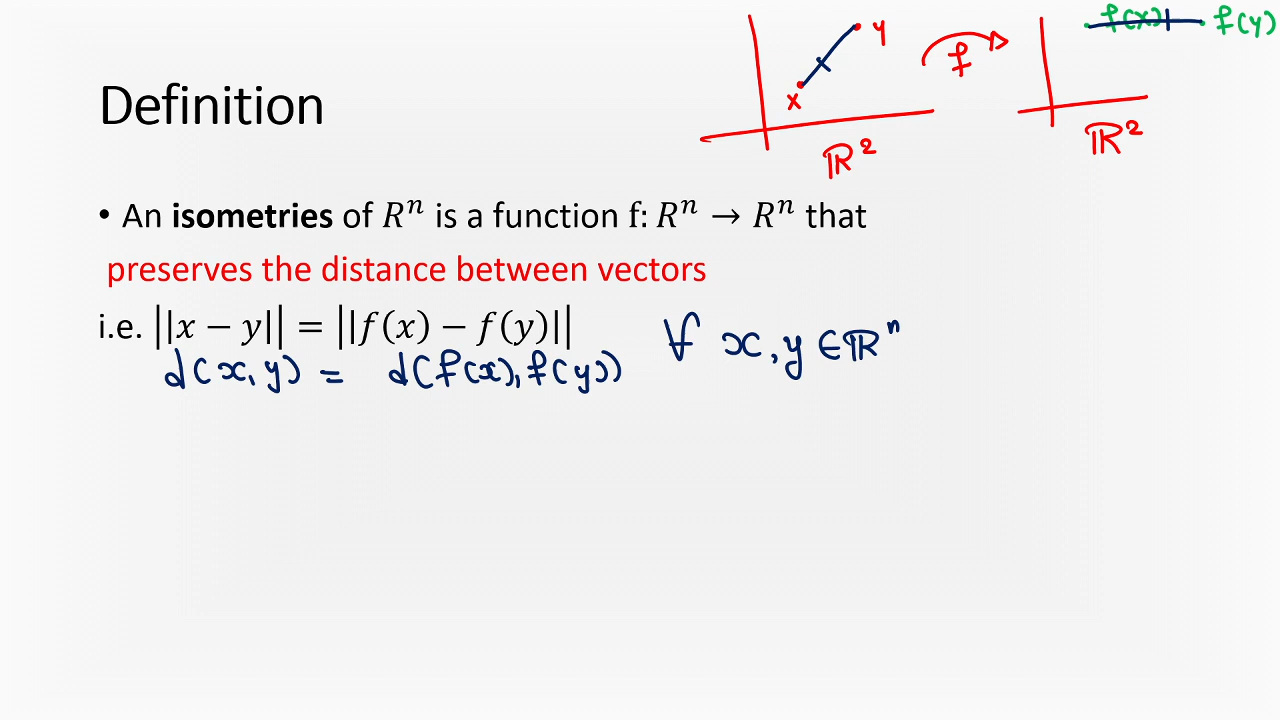 f(x) f(y)
y
f
x
Definition
ℝ² ℝ²
• An isometries of Rⁿ is a function f: Rⁿ → Rⁿ that
preserves the distance between vectors
i.e. ||x − y|| = ||f(x) − f(y)|| ∀ x, y ∈ ℝⁿ
d(x, y) = d(f(x), f(y))